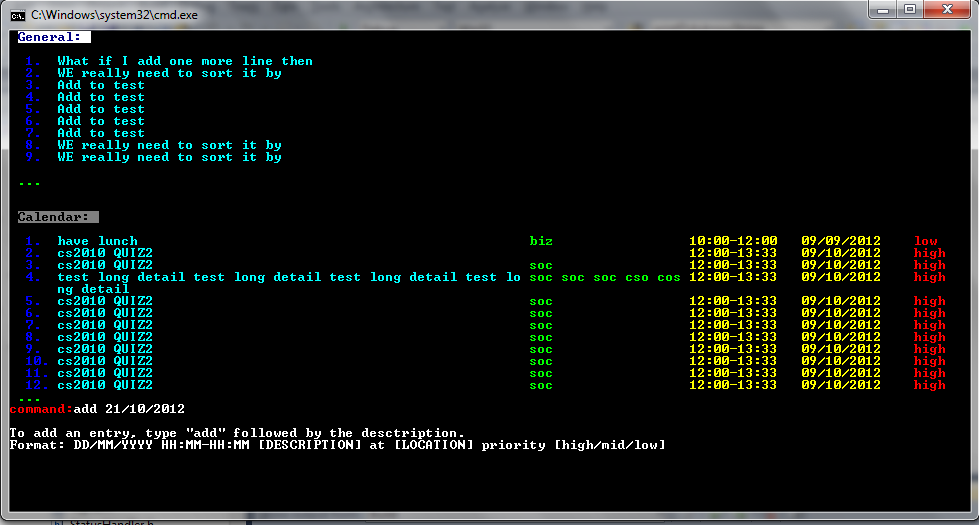 C:\Windows\system32\cmd.exe
General:
1. What if I add one more line then
2. WE really need to sort it by
3. Add to test
4. Add to test
5. Add to test
6. Add to test
7. Add to test
8. WE really need to sort it by
9. WE really need to sort it by
...
Calendar:
1. have lunch biz 10:00-12:00 09/09/2012 low
2. cs2010 QUIZ2 12:00-13:33 09/10/2012 high
3. cs2010 QUIZ2 soc 12:00-13:33 09/10/2012 high
4. test long detail test long detail test long detail test lo soc soc soc cso cos 12:00-13:33 09/10/2012 high
ng detail
5. cs2010 QUIZ2 soc 12:00-13:33 09/10/2012 high
6. cs2010 QUIZ2 soc 12:00-13:33 09/10/2012 high
7. cs2010 QUIZ2 soc 12:00-13:33 09/10/2012 high
8. cs2010 QUIZ2 soc 12:00-13:33 09/10/2012 high
9. cs2010 QUIZ2 soc 12:00-13:33 09/10/2012 high
10. cs2010 QUIZ2 soc 12:00-13:33 09/10/2012 high
11. cs2010 QUIZ2 soc 12:00-13:33 09/10/2012 high
12. cs2010 QUIZ2 soc 12:00-13:33 09/10/2012 high
...
command:add 21/10/2012
To add an entry, type "add" followed by the desctription.
Format: DD/MM/YYYY HH:MM-HH:MM [DESCRIPTION] at [LOCATION] priority [high/mid/low]